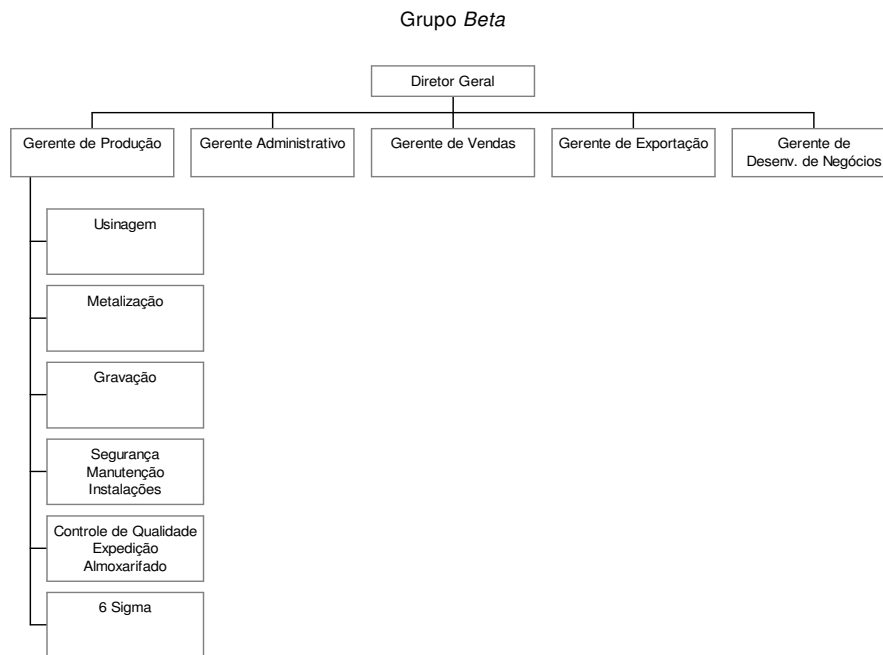 Grupo Beta
Diretor Geral
Gerente de Produção
Gerente Administrativo
Gerente de Vendas
Gerente de Exportação
Gerente de
Desenv. de Negócios
Usinagem
Metalização
Gravação
Segurança
Manutenção
Instalações
Controle de Qualidade
Expedição
Almoxarifado
6 Sigma